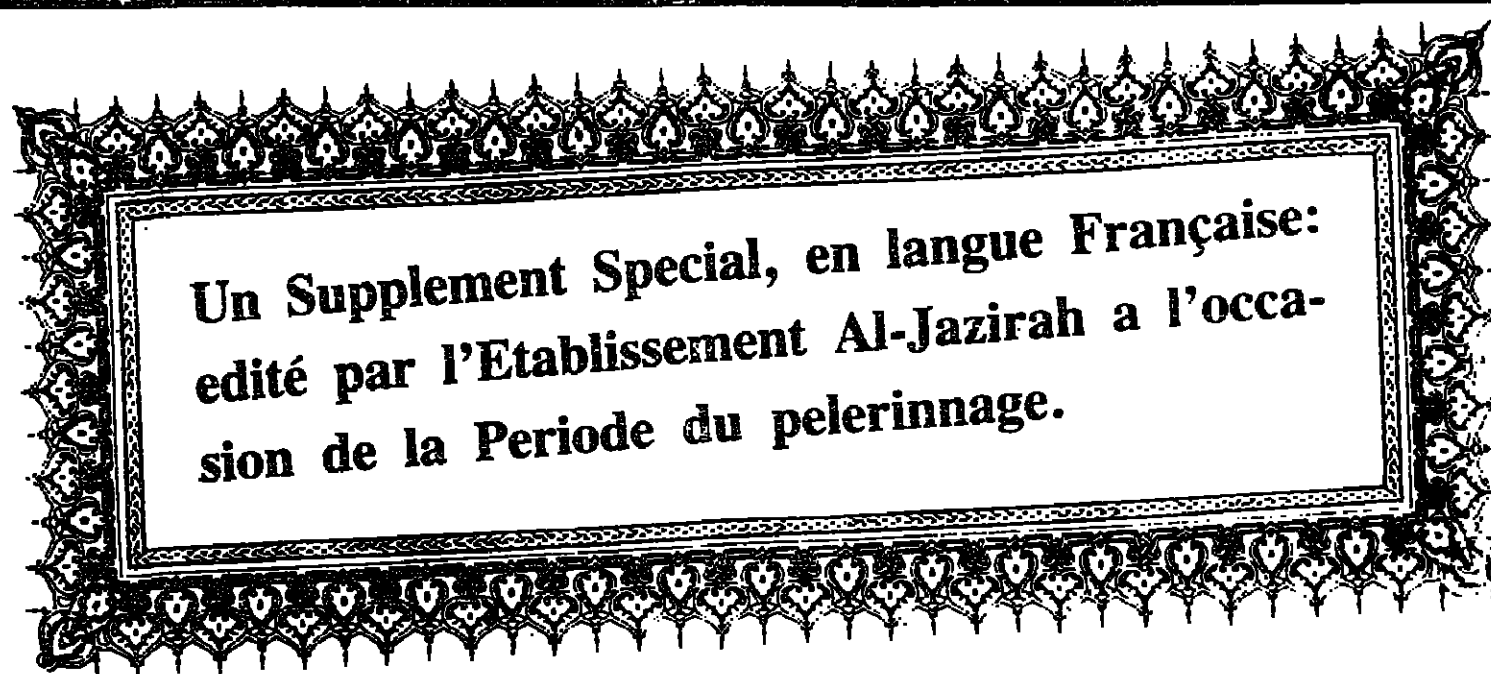 Un Supplement Special, en langue Française:
edité par l'Etablissement Al-Jazirah a l'occa-
sion de la Periode du pelerinnage.